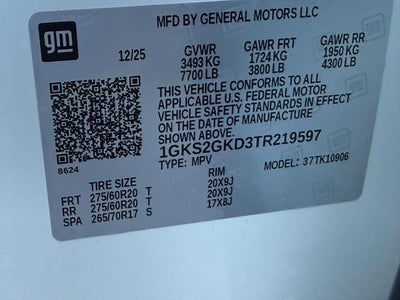 MFD BY GENERAL MOTORS LLC
gm
12/25 GVWR GAWR FRT GAWR RR
3493 KG 1724 KG 1950 KG
7700 LB 3800 LB 4300 LB
THIS VEHICLE CONFORMS TO ALL
APPLICABLE U.S. FEDERAL MOTOR
VEHICLE SAFETY STANDARDS IN EFFECT
ON THE DATE OF MANUFACTURE
SHOWN ABOVE.
1GKS2GKD3TR219597
8624 TYPE: MPV MODEL: 37TK10906
TIRE SIZE RIM
FRT 275/60R20 T 20X9J
RR 275/60R20 T 20X9J
SPA 265/70R17 S 17X8J